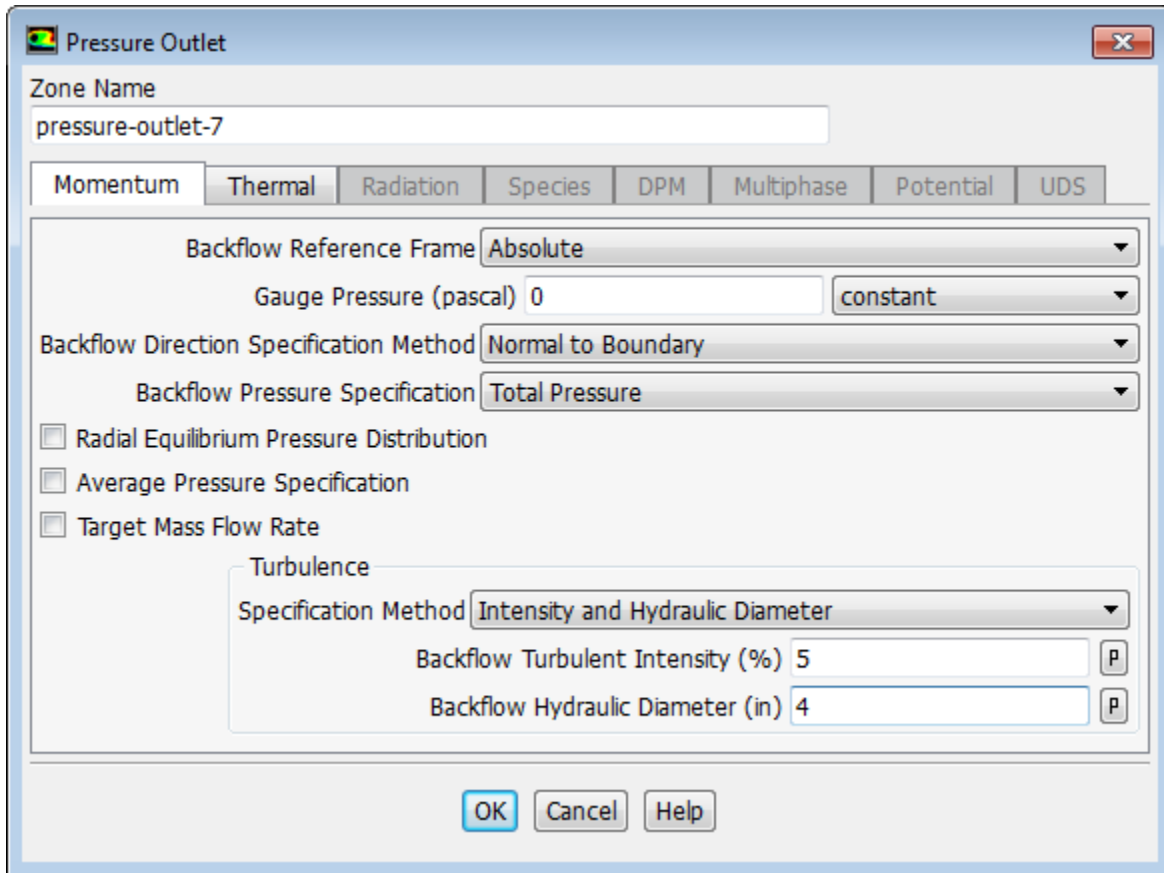 Pressure Outlet
Zone Name
pressure-outlet-7
Momentum Thermal Radiation Species DPM Multiphase Potential UDS
Backflow Reference Frame Absolute
Gauge Pressure (pascal) 0 constant
Backflow Direction Specification Method Normal to Boundary
Backflow Pressure Specification Total Pressure
Radial Equilibrium Pressure Distribution
Average Pressure Specification
Target Mass Flow Rate
Turbulence
Specification Method Intensity and Hydraulic Diameter
Backflow Turbulent Intensity (%) 5 P
Backflow Hydraulic Diameter (in) 4 P
OK Cancel Help